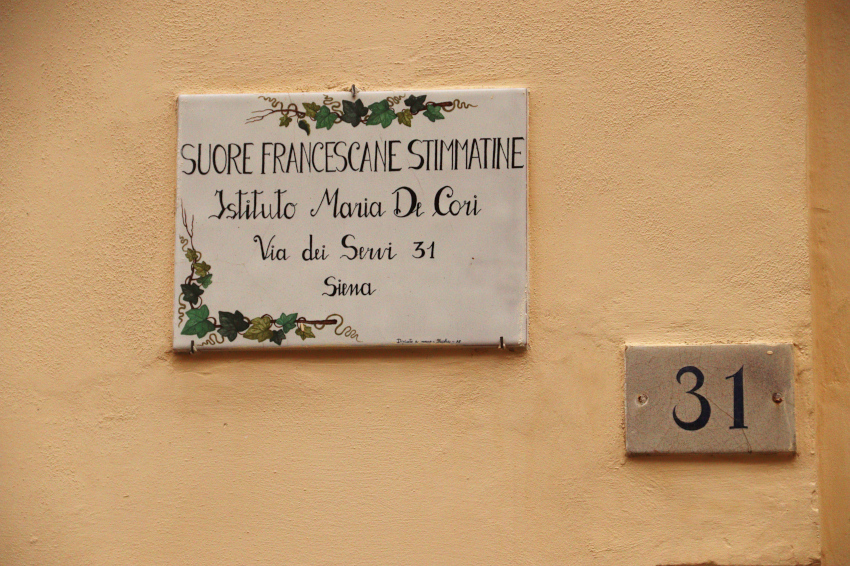 SUORE FRANCESCANE STIMMATINE
Istituto Maria De Cori
Via dei Servi 31
Siena
31